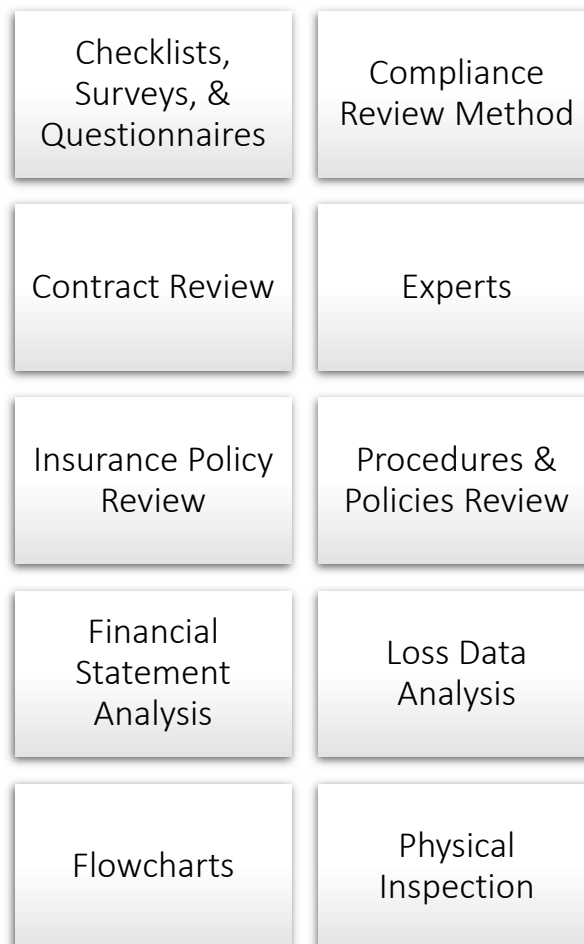 Checklists,
Surveys, &
Questionnaires
Compliance
Review Method
Contract Review
Experts
Insurance Policy
Review
Procedures &
Policies Review
Financial
Statement
Analysis
Loss Data
Analysis
Flowcharts
Physical
Inspection